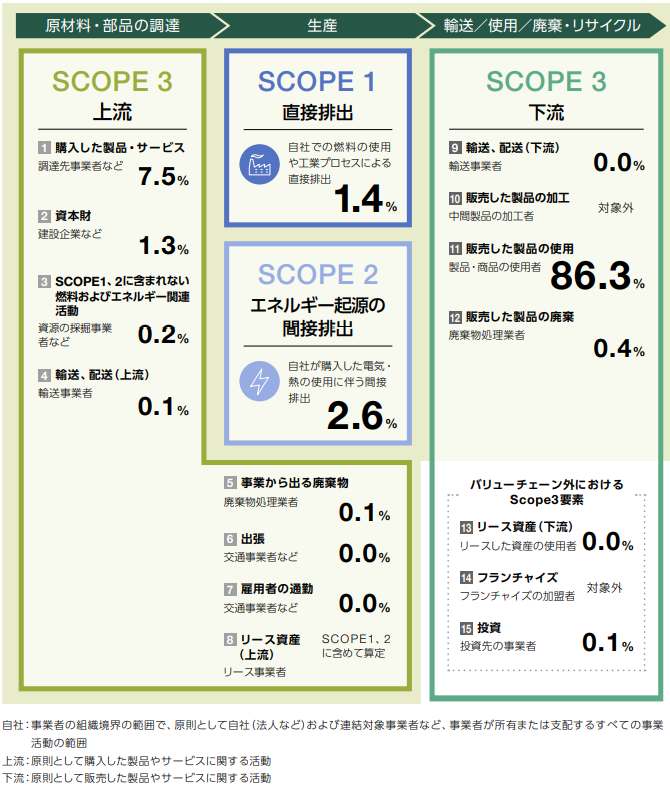 原材料・部品の調達
生産
輸送／使用／廃棄・リサイクル
SCOPE 3
上流
1 購入した製品・サービス
調達先事業者など
7.5%
2 資本財
建設企業など
1.3%
3 SCOPE1、2に含まれない
燃料およびエネルギー関連
活動
資源の採掘事業
者など
0.2%
4 輸送、配送（上流）
輸送事業者
0.1%
5 事業から出る廃棄物
廃棄物処理業者
0.1%
6 出張
交通事業者など
0.0%
7 雇用者の通勤
交通事業者など
0.0%
8 リース資産
（上流）
リース事業者
SCOPE1、2
に含めて算定
SCOPE 1
直接排出
自社での燃料の使用
や工業プロセスによる
直接排出
1.4%
SCOPE 2
エネルギー起源の
間接排出
自社が購入した電気・
熱の使用に伴う間接
排出
2.6%
SCOPE 3
下流
9 輸送、配送（下流）
輸送事業者
0.0%
10 販売した製品の加工
中間製品の加工者
対象外
11 販売した製品の使用
製品・商品の使用者
86.3%
12 販売した製品の廃棄
廃棄物処理業者
0.4%
バリューチェーン外における
Scope3要素
13 リース資産（下流）
リースした資産の使用者
0.0%
14 フランチャイズ
フランチャイズの加盟者
対象外
15 投資
投資先の事業者
0.1%
自社：事業者の組織境界の範囲で、原則として自社（法人など）および連結対象事業者など、事業者が所有または支配するすべての事業
活動の範囲
上流：原則として購入した製品やサービスに関する活動
下流：原則として販売した製品やサービスに関する活動